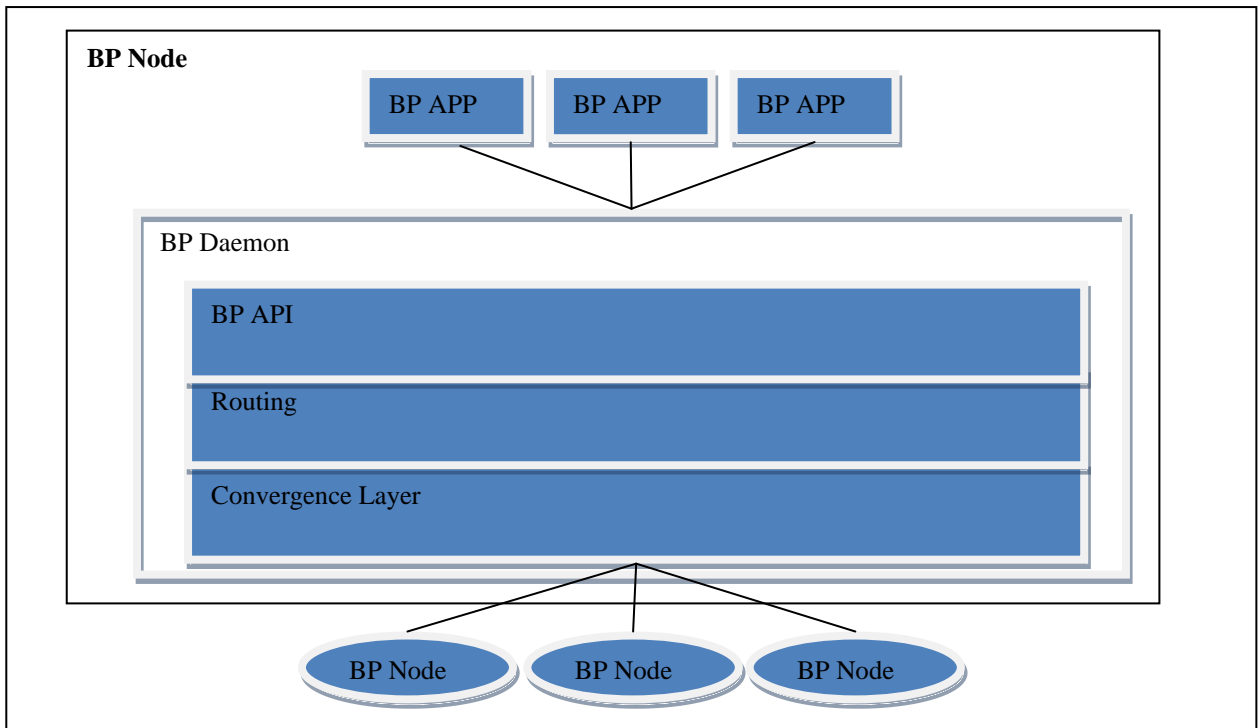 BP Node
BP APP
BP APP
BP APP
BP Daemon
BP API
Routing
Convergence Layer
BP Node
BP Node
BP Node